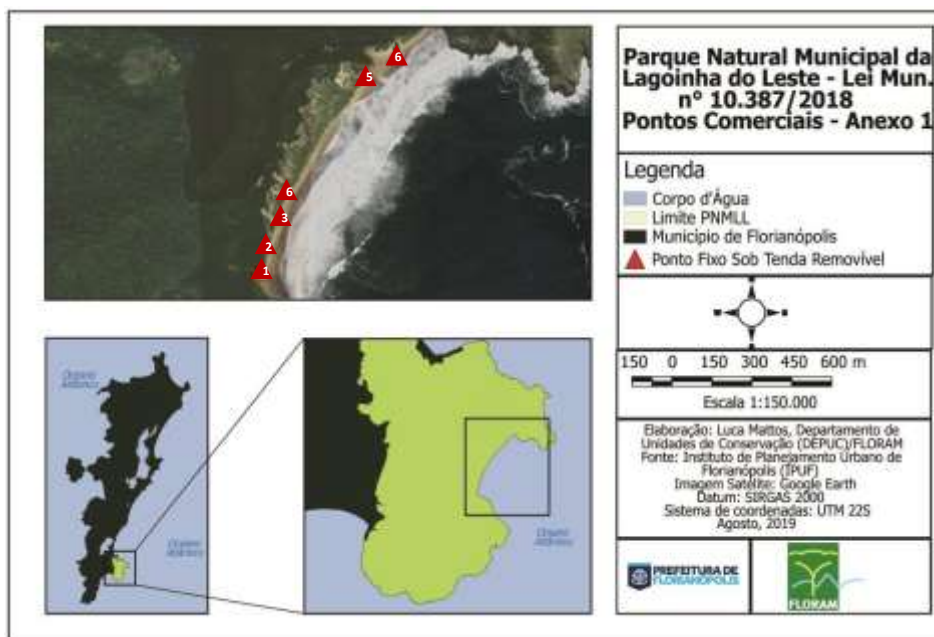 6
5
6
3
2
1
Parque Natural Municipal da
Lagoinha do Leste - Lei Mun.
n° 10.387/2018
Pontos Comerciais - Anexo 1
Legenda
Corpo d'Água
Limite PNMLL
Município de Florianópolis
Ponto Fixo Sob Tenda Removível
150 0 150 300 450 600 m
Escala 1:150.000
Elaboração: Luca Mattos, Departamento de
Unidades de Conservação (DEPUC)/FLORAM
Fonte: Instituto de Planejamento Urbano de
Florianópolis (IPUF)
Imagem Satélite: Google Earth
Datum: SIRGAS 2000
Sistema de coordenadas: UTM 22S
Agosto, 2019
PREFEITURA DE
FLORIANÓPOLIS
FLORAM
Oceano
Atlântico
Oceano
Atlântico
Oceano
Atlântico